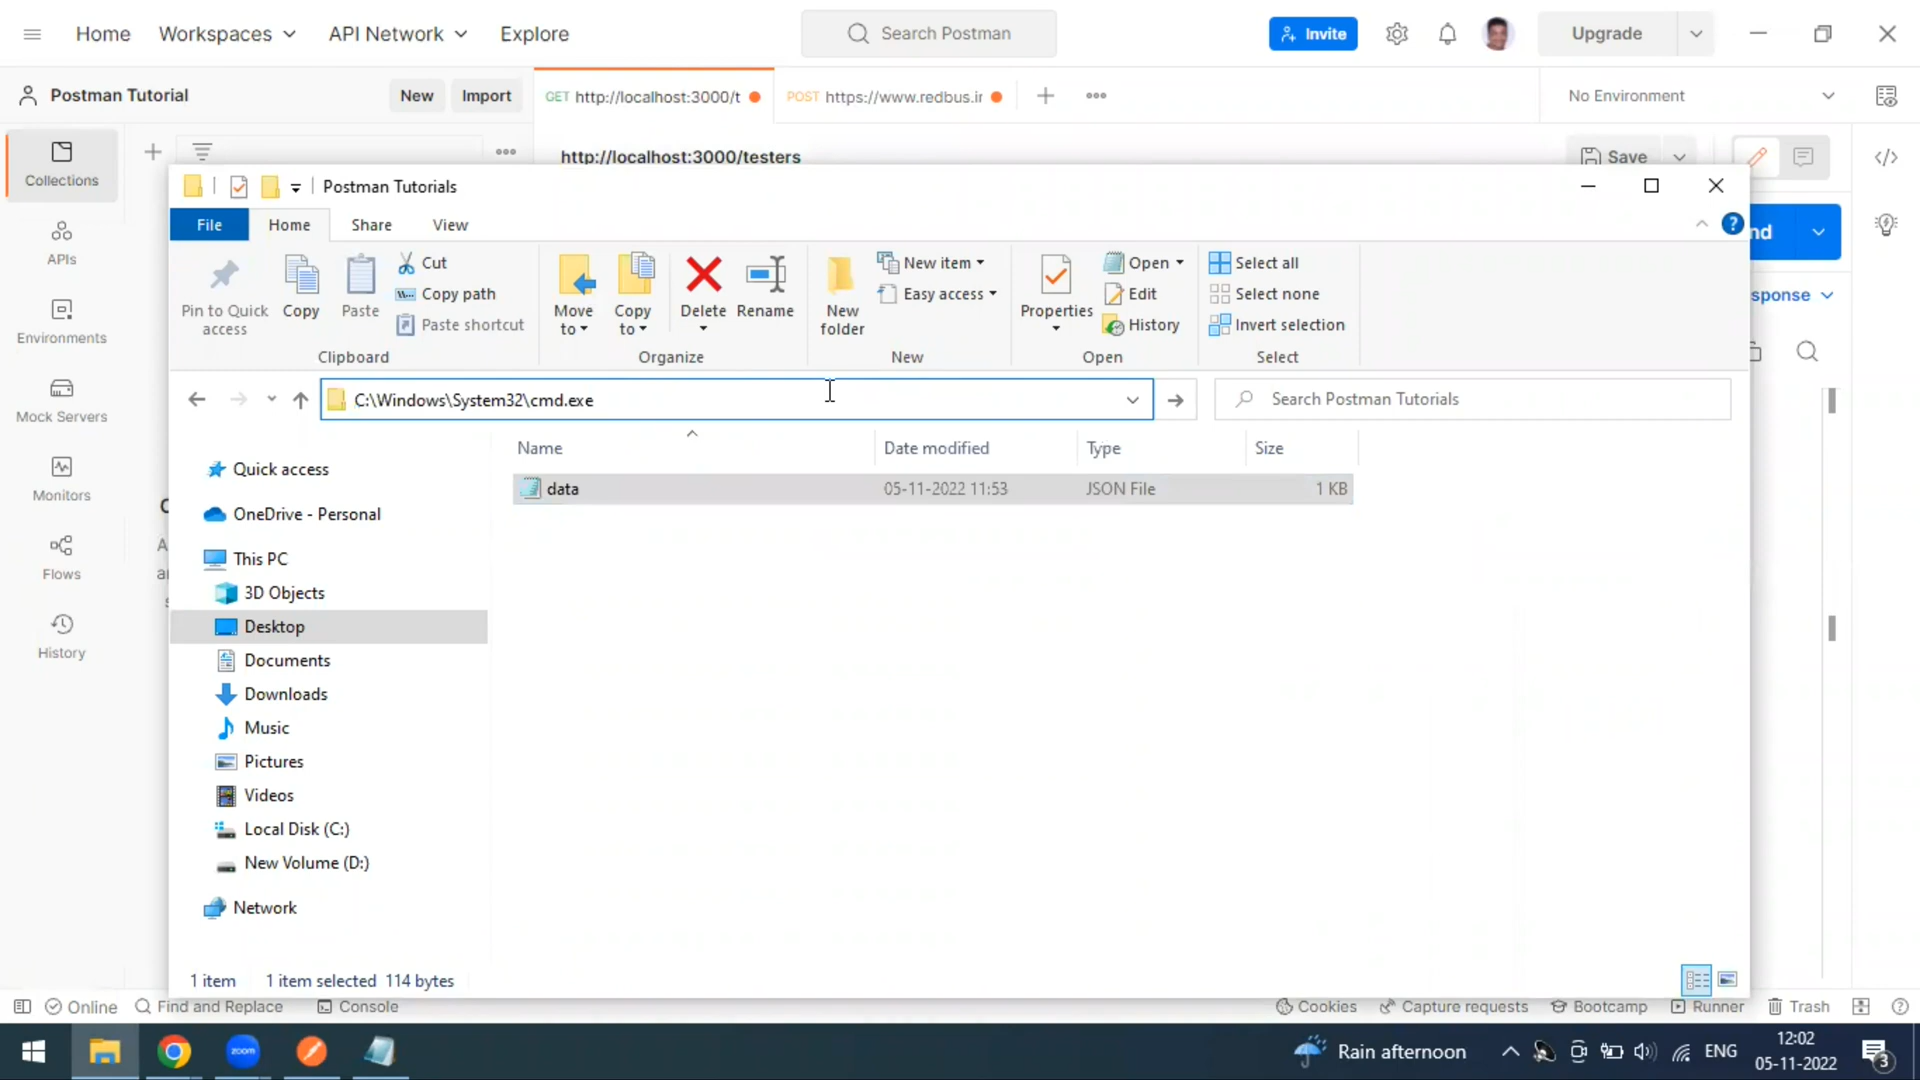 Home
Workspaces
API Network
Explore
Search Postman
Invite
Upgrade
Postman Tutorial
New
Import
GET http://localhost:3000/t
POST https://www.redbus.ir
No Environment
Collections
http://localhost:3000/testers
Save
Postman Tutorials
File
Home
Share
View
nd
sponse
Pin to Quick access
Copy
Paste
Cut
Copy path
Paste shortcut
Clipboard
Move to
Copy to
Delete
Rename
Organize
New folder
New item
Easy access
New
Properties
Open
Edit
History
Open
Select all
Select none
Invert selection
Select
C:\Windows\System32\cmd.exe
Search Postman Tutorials
Name
Date modified
Type
Size
data
05-11-2022 11:53
JSON File
1 KB
Quick access
OneDrive - Personal
This PC
3D Objects
Desktop
Documents
Downloads
Music
Pictures
Videos
Local Disk (C:)
New Volume (D:)
Network
1 item
1 item selected
114 bytes
APIs
Environments
Mock Servers
Monitors
Flows
History
Online
Find and Replace
Console
Cookies
Capture requests
Bootcamp
Runner
Trash
zoom
Rain afternoon
ENG
12:02
05-11-2022
3